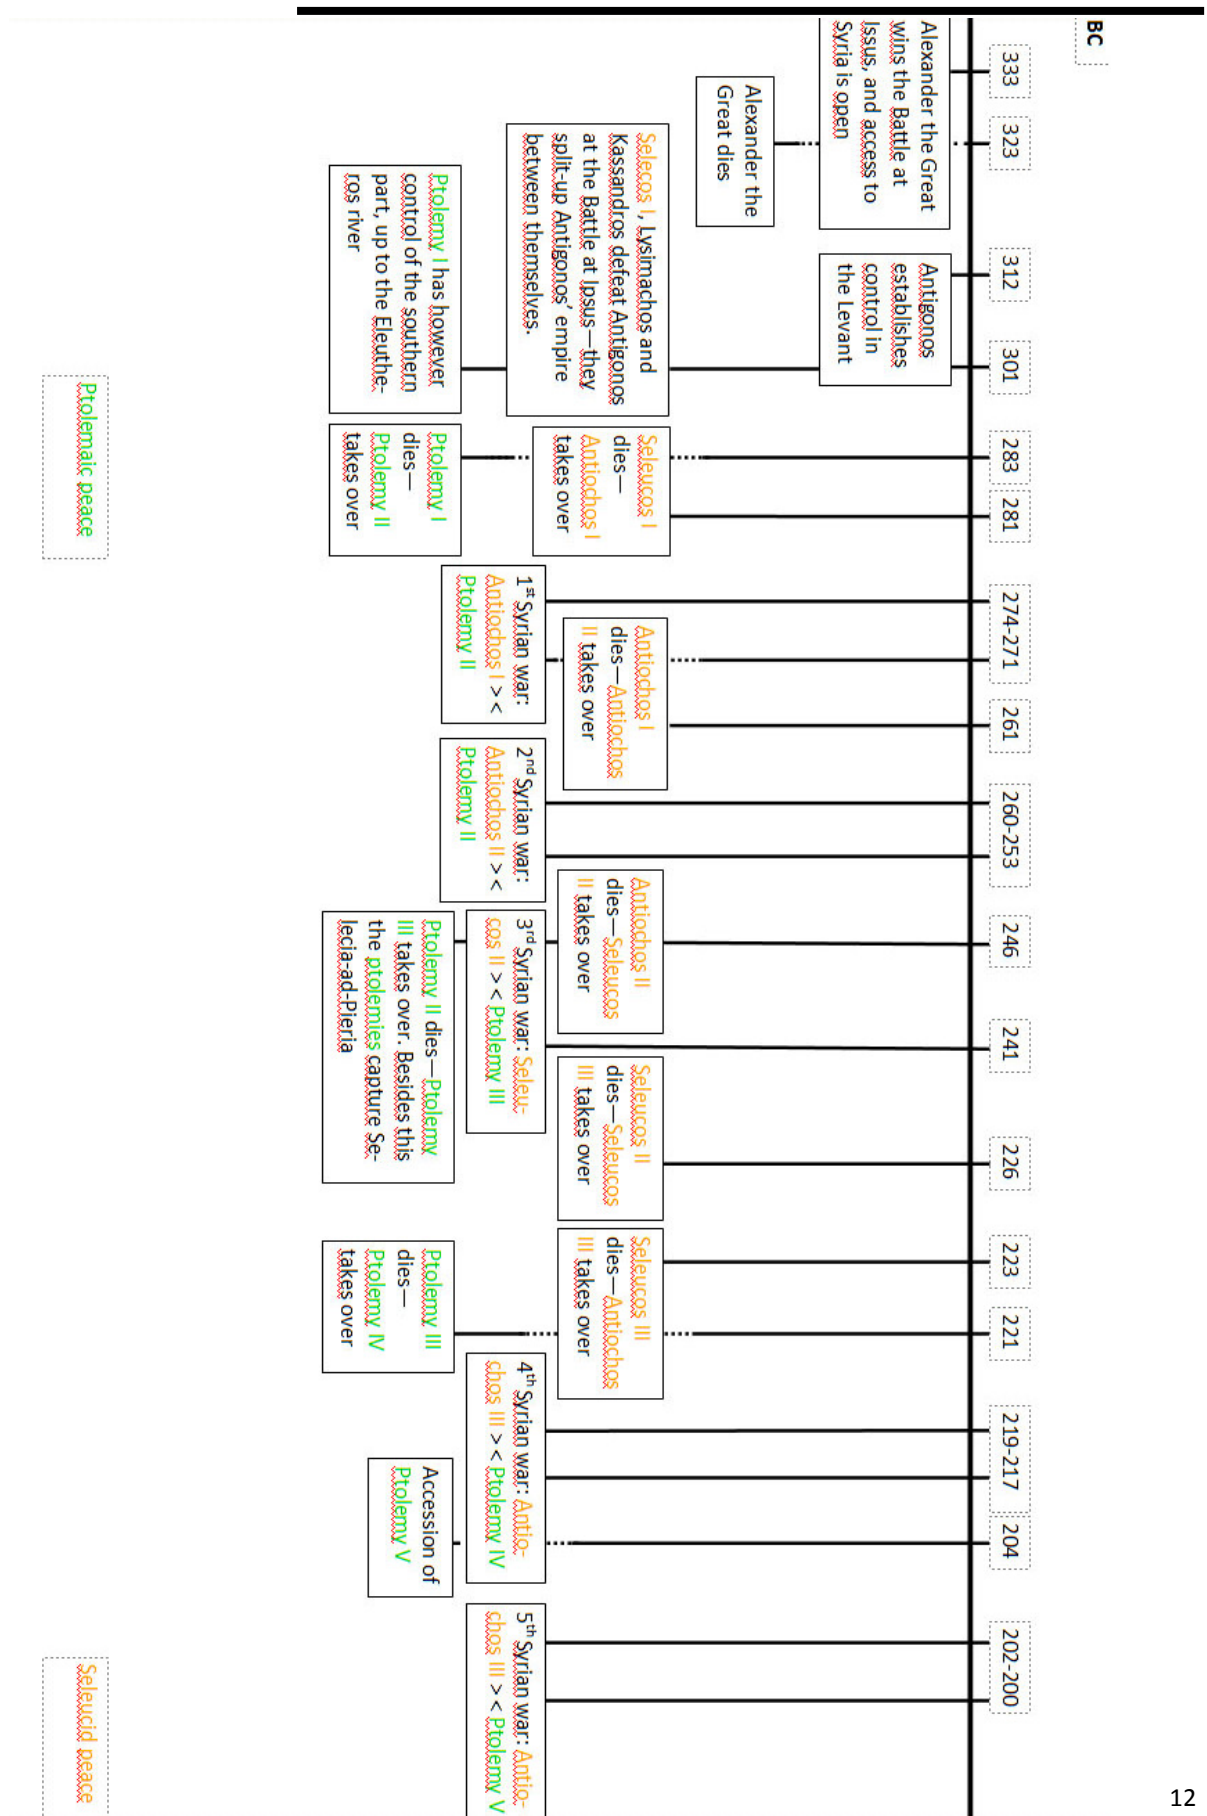 BC
333
323
312
301
283
281
274-271
261
260-253
246
241
226
223
221
219-217
204
202-200
Alexander the Great
wins the Battle at
Issus, and access to
Syria is open
Alexander the
Great dies
Antigonos
establishes
control in
the Levant
Selecos I, Lysimachos and
Kassandros defeat Antigonos
at the Battle at Ipsus—they
split-up Antigonos’ empire
between themselves.
Ptolemy I has however
control of the southern
part, up to the Eleuthe-
ros river
Seleucos I
dies—
Antiochos I
takes over
Ptolemy I
dies—
Ptolemy II
takes over
1st Syrian war:
Antiochos I > <
Ptolemy II
Antiochos I
dies—Antiochos
II takes over
2nd Syrian war:
Antiochos II > <
Ptolemy II
Antiochos II
dies—Seleucos
II takes over
3rd Syrian war: Seleu-
cos II > < Ptolemy III
Ptolemy II dies—Ptolemy
III takes over. Besides this
the ptolemies capture Se-
lecia-ad-Pieria
Seleucos II
dies—Seleucos
III takes over
Seleucos III
dies—Antiochos
III takes over
Ptolemy III
dies—
Ptolemy IV
takes over
4th Syrian war: Antio-
chos III > < Ptolemy IV
Accession of
Ptolemy V
5th Syrian war: Antio-
chos III > < Ptolemy V
Ptolemaic peace
Seleucid peace
12